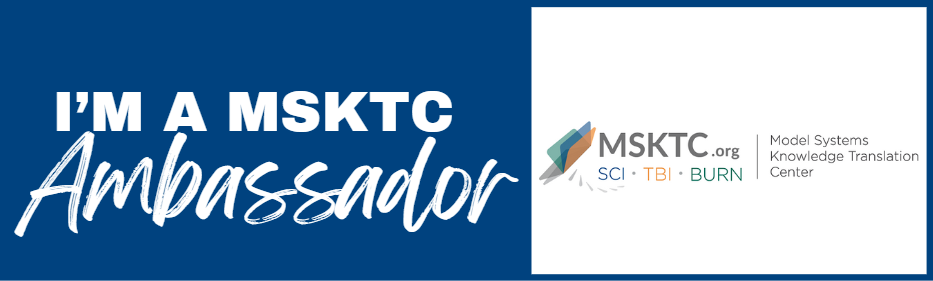 I'M A MSKTC
Ambassador
MSKTC.org
SCI · TBI · BURN
Model Systems
Knowledge Translation
Center